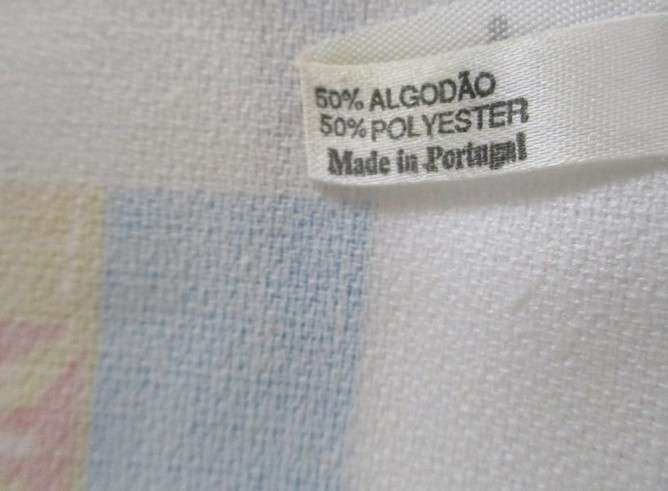 50% ALGODÃO
50% POLYESTER
Made in Portugal